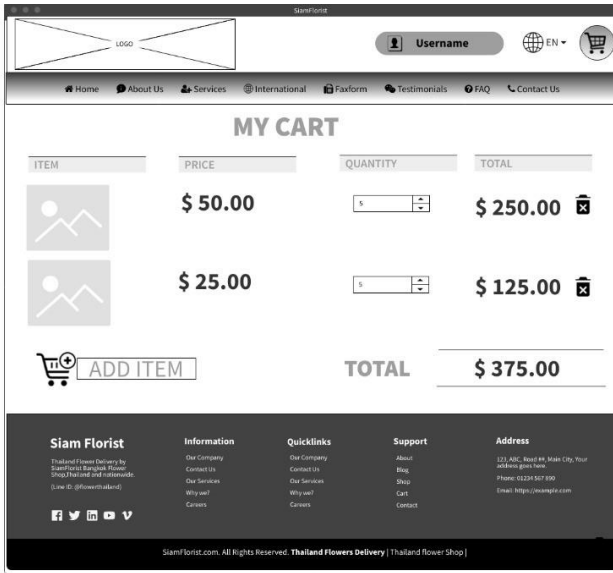 SiamFlorist
LOGO
Username
EN
Home About Us Services International Faxform Testimonials FAQ Contact Us
MY CART
ITEM PRICE QUANTITY TOTAL
$ 50.00 5 $ 250.00
$ 25.00 5 $ 125.00
ADD ITEM TOTAL $ 375.00
Siam Florist
Thailand Flower Delivery by
SiamFlorist Bangkok Flower
Shop,Thailand and nationwide.
(Line ID: @flowerthailand)
Information
Our Company
Contact Us
Our Services
Why we?
Careers
Quicklinks
Our Company
Contact Us
Our Services
Why we?
Careers
Support
About
Blog
Shop
Cart
Contact
Address
123, ABC, Road ##, Main City, Your
address goes here.
Phone: 01234 567 890
Email: https://example.com
SiamFlorist.com. All Rights Reserved. Thailand Flowers Delivery | Thailand flower Shop |